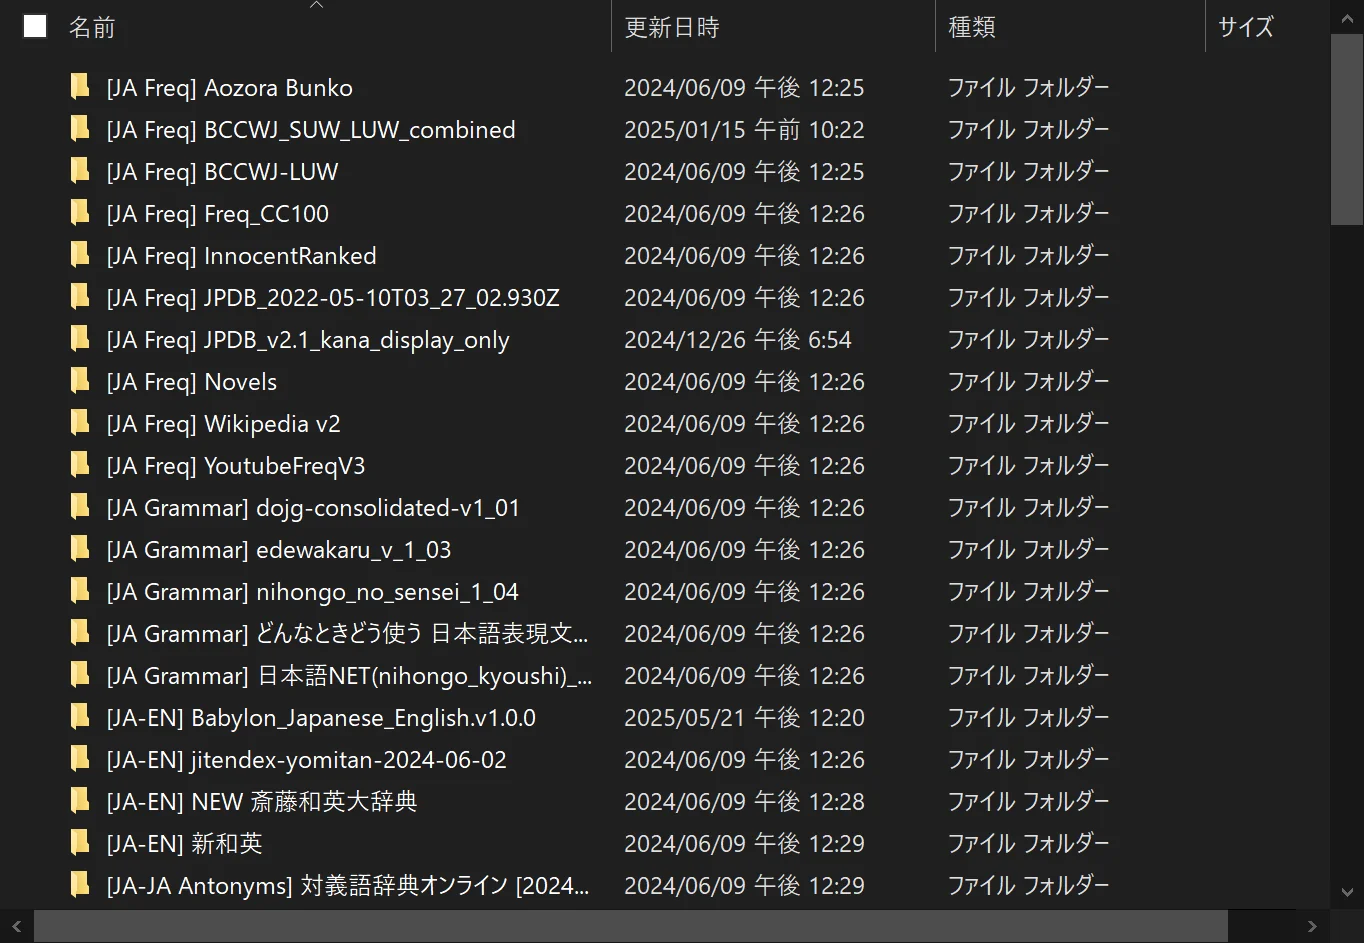 名前 更新日時 種類 サイズ
[JA Freq] Aozora Bunko 2024/06/09 午後 12:25 ファイル フォルダー
[JA Freq] BCCWJ_SUW_LUW_combined 2025/01/15 午前 10:22 ファイル フォルダー
[JA Freq] BCCWJ-LUW 2024/06/09 午後 12:25 ファイル フォルダー
[JA Freq] Freq_CC100 2024/06/09 午後 12:26 ファイル フォルダー
[JA Freq] InnocentRanked 2024/06/09 午後 12:26 ファイル フォルダー
[JA Freq] JPDB_2022-05-10T03_27_02.930Z 2024/06/09 午後 12:26 ファイル フォルダー
[JA Freq] JPDB_v2.1_kana_display_only 2024/12/26 午後 6:54 ファイル フォルダー
[JA Freq] Novels 2024/06/09 午後 12:26 ファイル フォルダー
[JA Freq] Wikipedia v2 2024/06/09 午後 12:26 ファイル フォルダー
[JA Freq] YoutubeFreqV3 2024/06/09 午後 12:26 ファイル フォルダー
[JA Grammar] dojg-consolidated-v1_01 2024/06/09 午後 12:26 ファイル フォルダー
[JA Grammar] edewakaru_v_1_03 2024/06/09 午後 12:26 ファイル フォルダー
[JA Grammar] nihongo_no_sensei_1_04 2024/06/09 午後 12:26 ファイル フォルダー
[JA Grammar] どんなときどう使う 日本語表現文... 2024/06/09 午後 12:26 ファイル フォルダー
[JA Grammar] 日本語NET(nihongo_kyoushi)_... 2024/06/09 午後 12:26 ファイル フォルダー
[JA-EN] Babylon_Japanese_English.v1.0.0 2025/05/21 午後 12:20 ファイル フォルダー
[JA-EN] jitendex-yomitan-2024-06-02 2024/06/09 午後 12:26 ファイル フォルダー
[JA-EN] NEW 斎藤和英大辞典 2024/06/09 午後 12:28 ファイル フォルダー
[JA-EN] 新和英 2024/06/09 午後 12:29 ファイル フォルダー
[JA-JA Antonyms] 対義語辞典オンライン [2024... 2024/06/09 午後 12:29 ファイル フォルダー